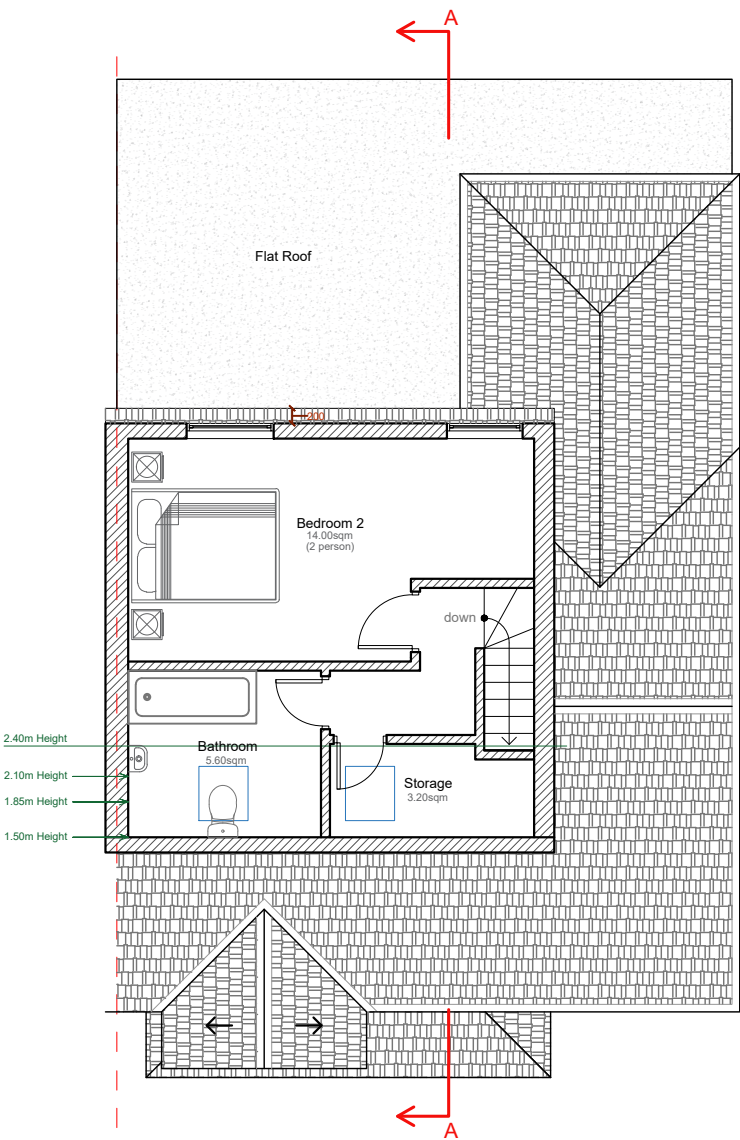 A
Flat Roof
200
Bedroom 2
14.00sqm
(2 person)
down
2.40m Height
Bathroom
5.60sqm
2.10m Height
Storage
3.20sqm
1.85m Height
1.50m Height
A